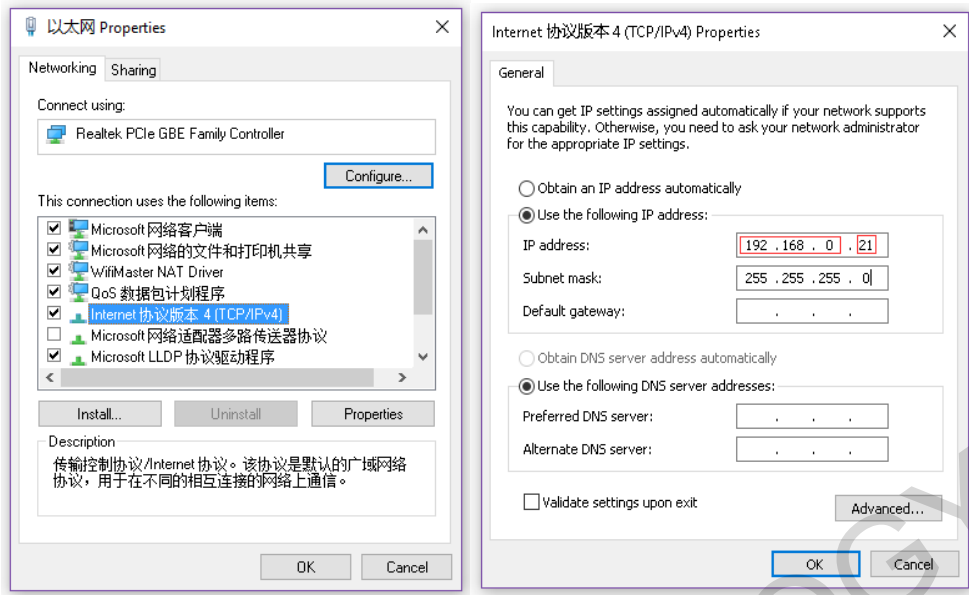 以太网 Properties
Networking
Sharing
Connect using:
Realtek PCIe GBE Family Controller
Configure...
This connection uses the following items:
Microsoft 网络客户端
Microsoft 网络的文件和打印机共享
WifiMaster NAT Driver
QoS 数据包计划程序
Internet 协议版本 4 (TCP/IPv4)
Microsoft 网络适配器多路传送器协议
Microsoft LLDP 协议驱动程序
Install...
Uninstall
Properties
Description
传输控制协议/Internet 协议。该协议是默认的广域网络
协议，用于在不同的相互连接的网络上通信。
OK
Cancel
Internet 协议版本 4 (TCP/IPv4) Properties
General
You can get IP settings assigned automatically if your network supports
this capability. Otherwise, you need to ask your network administrator
for the appropriate IP settings.
Obtain an IP address automatically
Use the following IP address:
IP address:
192 . 168 . 0 . 21
Subnet mask:
255 . 255 . 255 . 0
Default gateway:
. . .
Obtain DNS server address automatically
Use the following DNS server addresses:
Preferred DNS server:
. . .
Alternate DNS server:
. . .
Validate settings upon exit
Advanced...
OK
Cancel